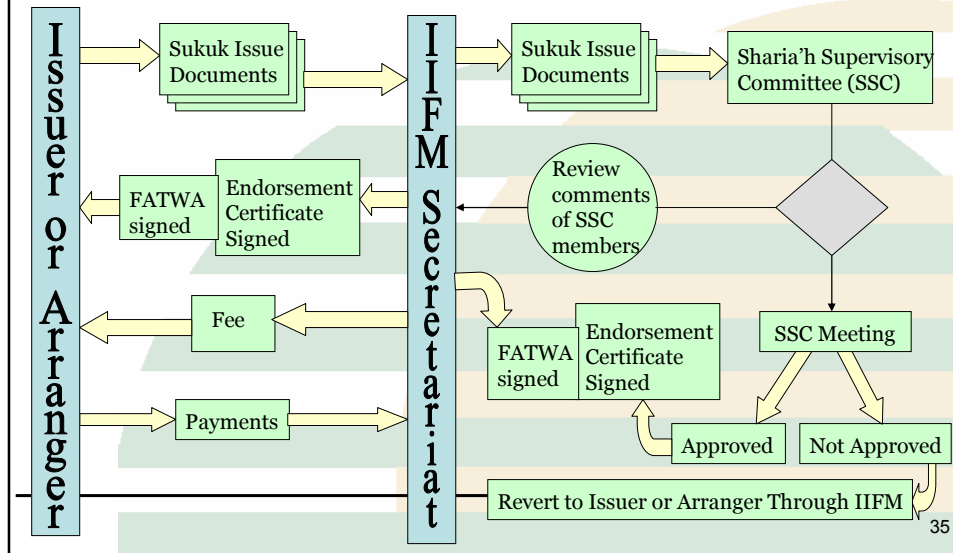 Issuer or Arranger
Sukuk Issue
Documents
IIFM Secretariat
Sukuk Issue
Documents
Sharia’h Supervisory
Committee (SSC)
FATWA
signed
Endorsement
Certificate
Signed
Review
comments
of SSC
members
Fee
FATWA
signed
Endorsement
Certificate
Signed
SSC Meeting
Payments
Approved
Not Approved
Revert to Issuer or Arranger Through IIFM
35